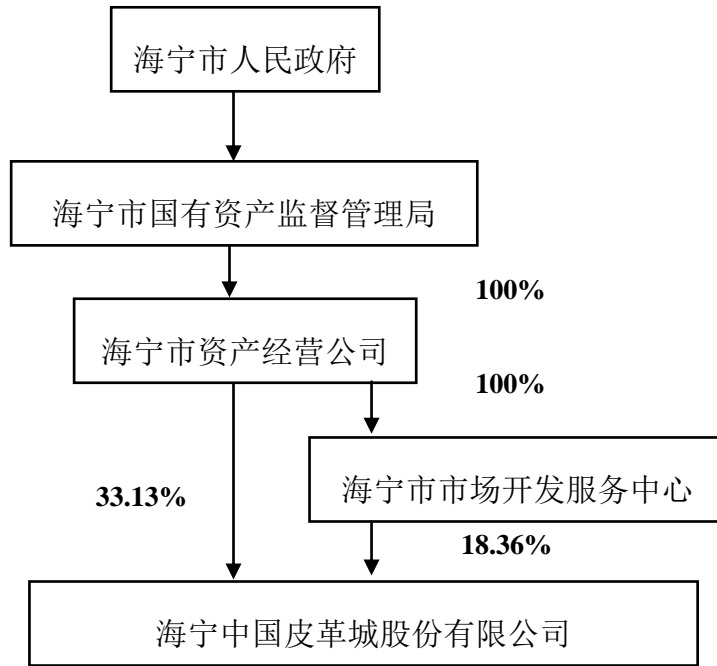 海宁市人民政府
海宁市国有资产监督管理局
100%
海宁市资产经营公司
100%
33.13%
海宁市市场开发服务中心
18.36%
海宁中国皮革城股份有限公司